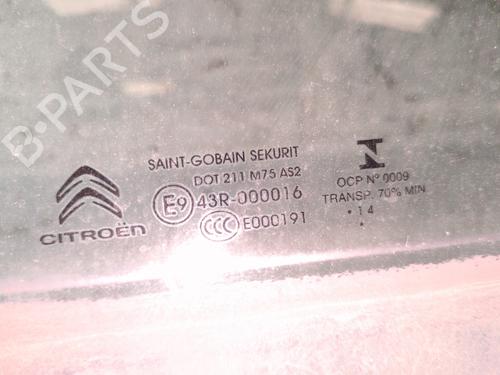 B-PARTS
SAINT-GOBAIN SEKURIT
DOT 211 M75 AS2
E9 43R-000016
CCC E000191
CITROËN
N
OCP Nº 0009
TRANSP. 70% MIN
• 14
•